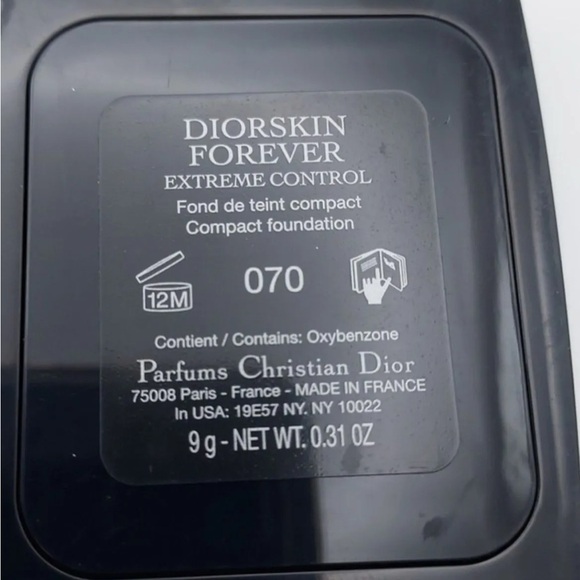 DIORSKIN
FOREVER
EXTREME CONTROL
Fond de teint compact
Compact foundation
12M
070
Contient / Contains: Oxybenzone
Parfums Christian Dior
75008 Paris - France - MADE IN FRANCE
In USA: 19E57 NY. NY 10022
9 g - NET WT. 0.31 OZ